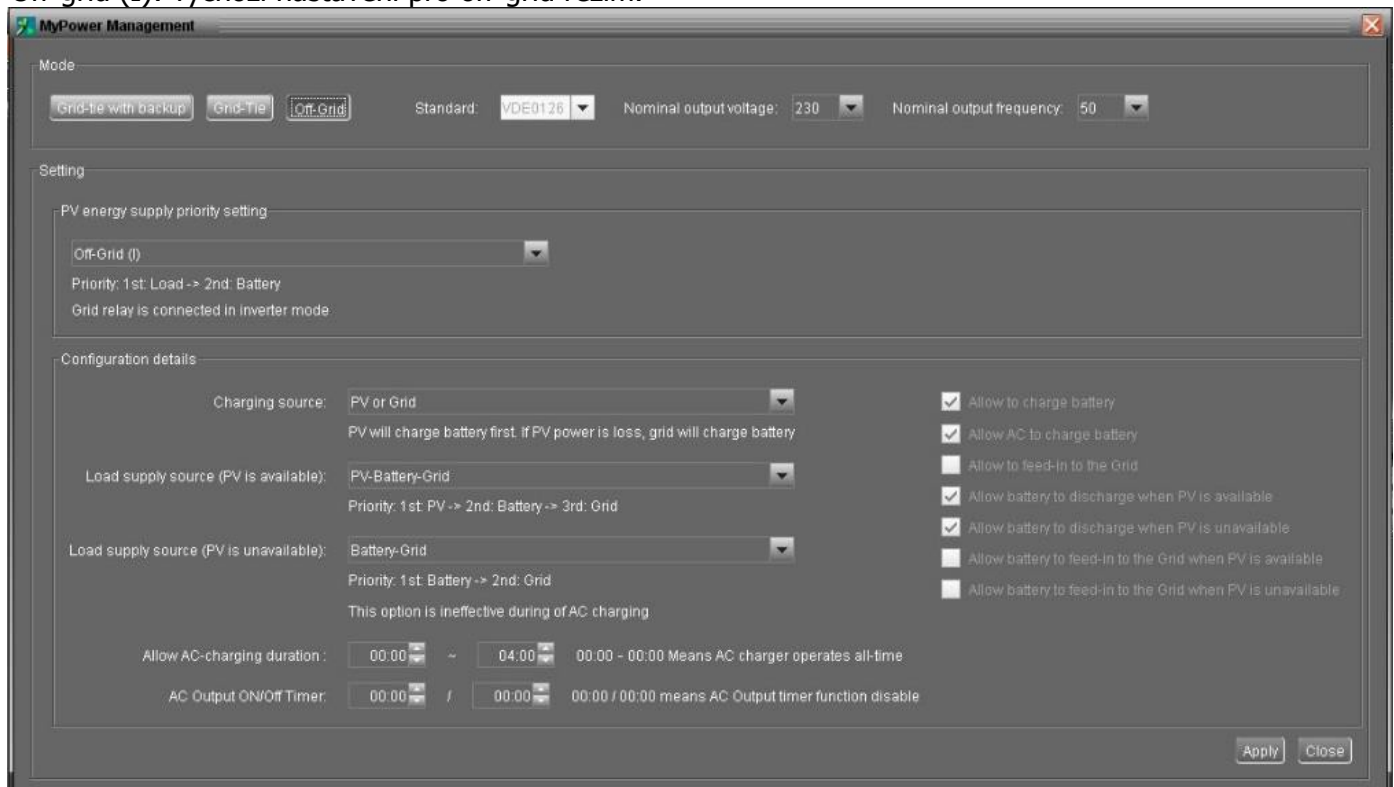 Off-grid (I): Výchozí nastavení pro off-grid režim.
MyPower Management
Mode
Grid-tie with backup Grid-Tie Off-Grid Standard: VDE0126 Nominal output voltage: 230 Nominal output frequency: 50
Setting
PV energy supply priority setting
Off-Grid (I)
Priority: 1st: Load -> 2nd: Battery
Grid relay is connected in inverter mode
Configuration details
Charging source: PV or Grid
PV will charge battery first. If PV power is loss, grid will charge battery
Load supply source (PV is available): PV-Battery-Grid
Priority: 1st: PV -> 2nd: Battery -> 3rd: Grid
Load supply source (PV is unavailable): Battery-Grid
Priority: 1st: Battery -> 2nd: Grid
This option is ineffective during of AC charging
Allow to charge battery
Allow AC to charge battery
Allow to feed-in to the Grid
Allow battery to discharge when PV is available
Allow battery to discharge when PV is unavailable
Allow battery to feed-in to the Grid when PV is available
Allow battery to feed-in to the Grid when PV is unavailable
Allow AC-charging duration : 00:00 ~ 04:00 00:00 - 00:00 Means AC charger operates all-time
AC Output ON/Off Timer: 00:00 / 00:00 00:00 / 00:00 means AC Output timer function disable
Apply Close